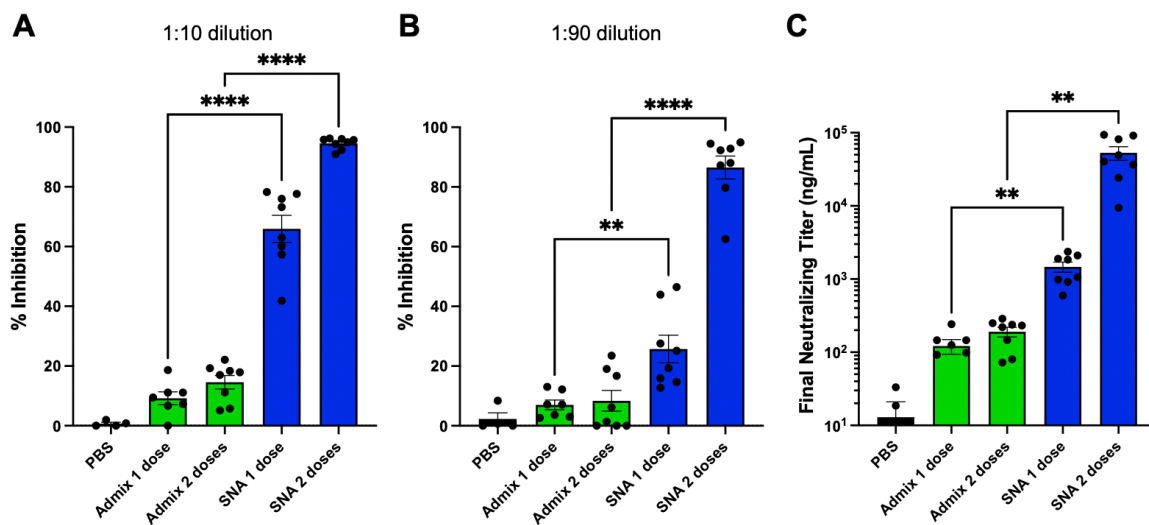 A
1:10 dilution
****
****
% Inhibition
100
80
60
40
20
0
PBS
Admix 1 dose
Admix 2 doses
SNA 1 dose
SNA 2 doses
B
1:90 dilution
****
**
% Inhibition
100
80
60
40
20
0
PBS
Admix 1 dose
Admix 2 doses
SNA 1 dose
SNA 2 doses
C
**
**
Final Neutralizing Titer (ng/mL)
10⁵
10⁴
10³
10²
10¹
PBS
Admix 1 dose
Admix 2 doses
SNA 1 dose
SNA 2 doses